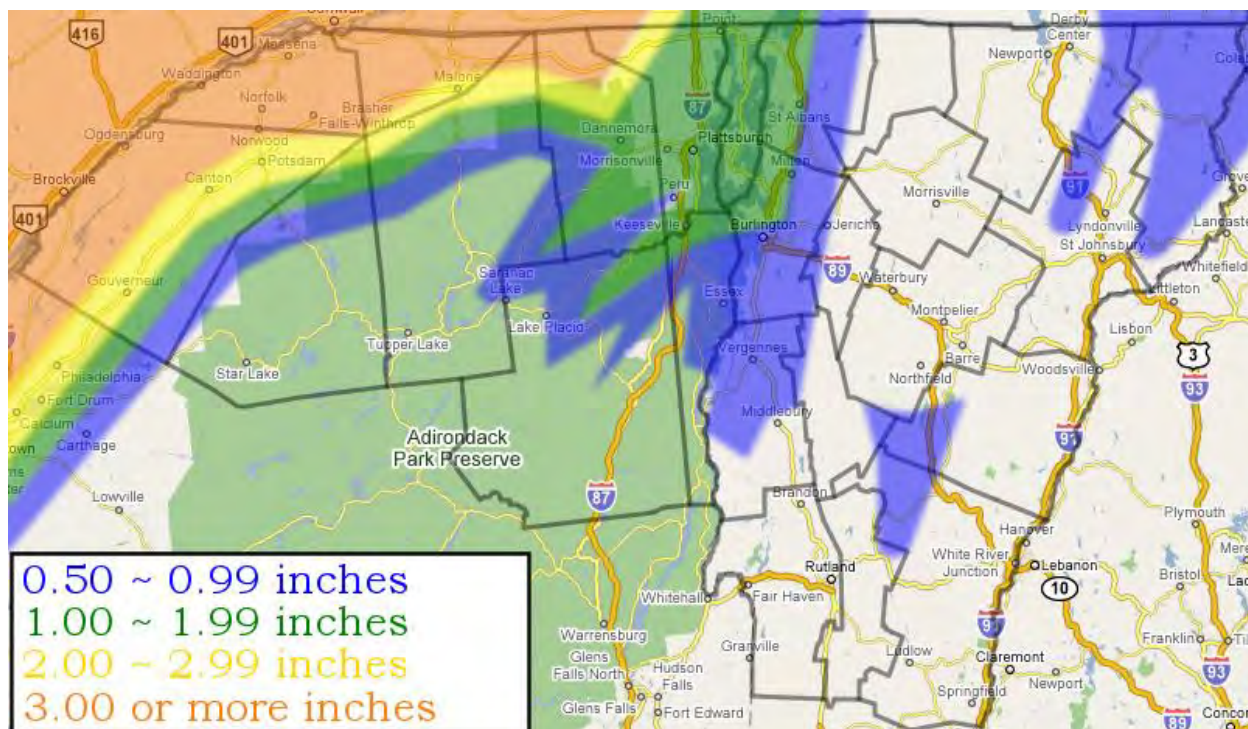 Cornwall
Point
Derby
Center
416
401
Massena
Newport
Waddington
Malone
Norfolk
Brasher
Falls-Winthrop
87
St Albans
Ogdensburg
Norwood
Dannemora
Plattsburgh
Potsdam
Morrisonville
Milton
Brockville
Canton
Peru
Morrisville
91
Lyndonville
Lancaster
401
Keeseville
Burlington
Jericho
St Johnsbury
89
Gouverneur
Saranac
Lake
Waterbury
Whitefield
Essex
Littleton
Lake Placid
Montpelier
Lisbon
Tupper Lake
Vergennes
Barre
3
Star Lake
Northfield
Woodsville
Philadelphia
93
Fort Drum
Calcium
Middlebury
Carthage
Adirondack
Park Preserve
91
Lowville
87
Brandon
Plymouth
Hanover
0.50 ~ 0.99 inches
White River
Junction
Lebanon
Rutland
Bristol
1.00 ~ 1.99 inches
Whitehall
Fair Haven
10
Warrensburg
Franklin
2.00 ~ 2.99 inches
Glens
Falls North
Granville
Ludlow
Claremont
Hudson
Falls
Newport
93
3.00 or more inches
Glens Falls
Fort Edward
Springfield
89
Concor